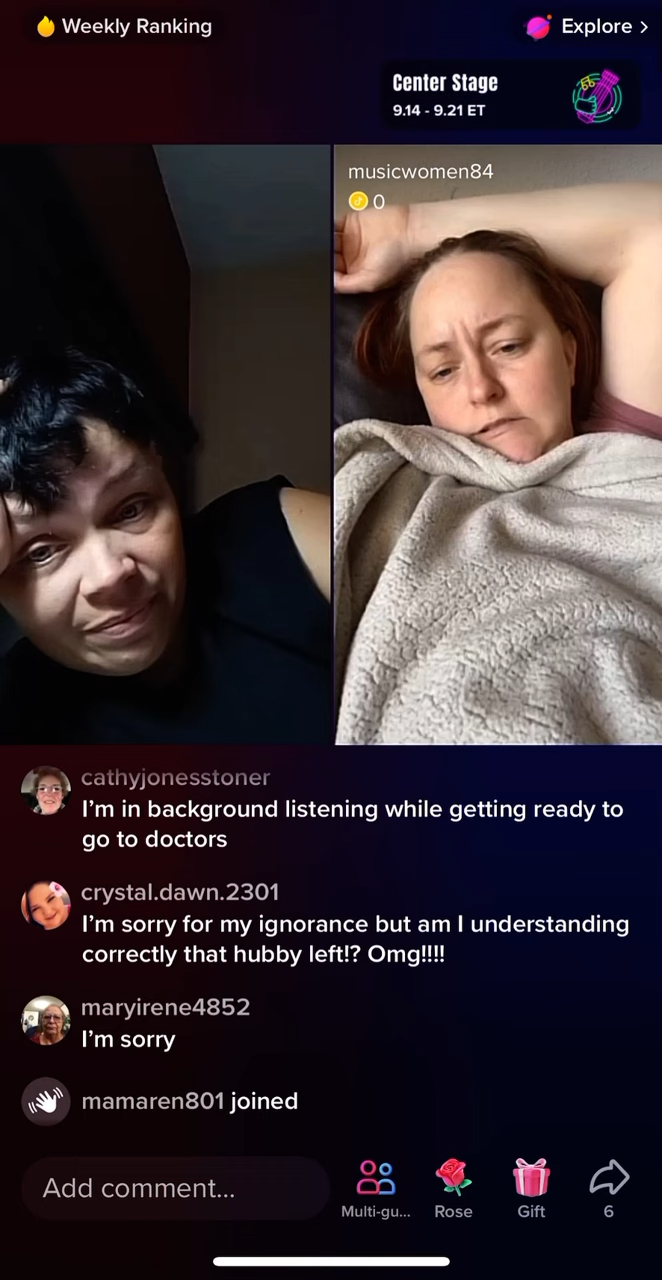 Weekly Ranking
Explore >
Center Stage
9.14 - 9.21 ET
musicwomen84
0
cathyjonesstoner
I'm in background listening while getting ready to
go to doctors
crystal.dawn.2301
I'm sorry for my ignorance but am I understanding
correctly that hubby left!? Omg!!!!
maryirene4852
I'm sorry
mamaren801 joined
Add comment...
Multi-gu...
Rose
Gift
6